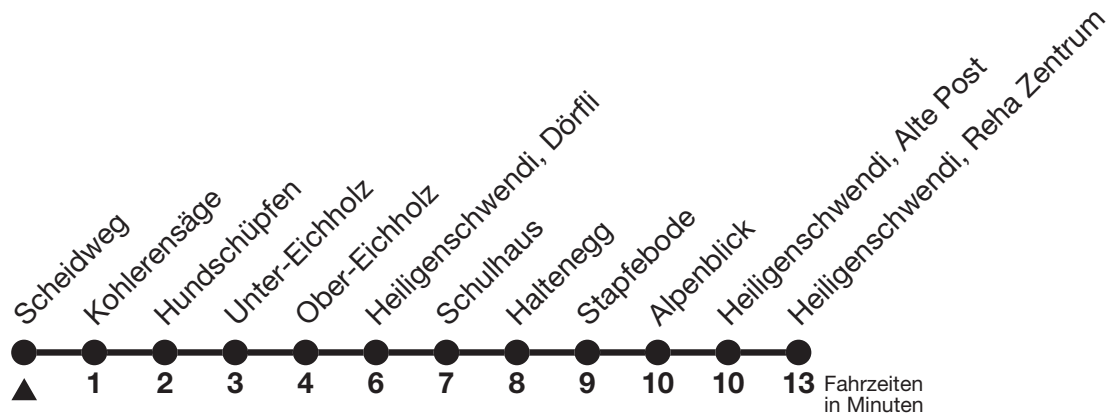 Scheidweg
Kohlerensäge
Hundschüpfen
Unter-Eichholz
Ober-Eichholz
Heiligenschwendi, Dörfli
Schulhaus
Haltenegg
Stapfebode
Alpenblick
Heiligenschwendi, Alte Post
Heiligenschwendi, Reha Zentrum
1 2 3 4 6 7 8 9 10 10 13 Fahrzeiten
in Minuten